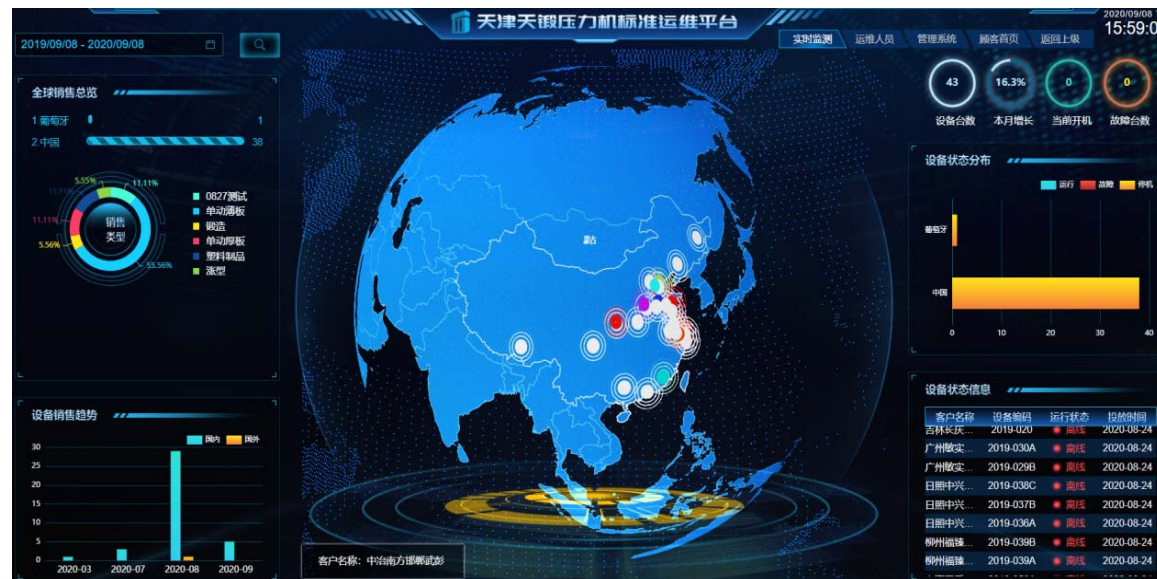 天津天锻压力机标准运维平台
2020/09/08
15:59:0
2019/09/08 - 2020/09/08
实时监测 运维人员 管理系统 顾客首页 返回上级
全球销售总览
1.葡萄牙 1
2.中国 38
5.55%
11.11%
11.11%
11.11%
5.56%
55.56%
销售
类型
0827测试
单动薄板
锻造
单动厚板
塑料制品
涨型
设备销售趋势
国内 国外
30
25
20
15
10
5
0
2020-03 2020-07 2020-08 2020-09
客户名称：中冶南方邯郸武彭
43 16.3% 0 0
设备台数 本月增长 当前开机 故障台数
设备状态分布
运行 故障 停机
葡萄牙
中国
0 10 20 30 40
设备状态信息
客户名称 设备编码 运行状态 投放时间
吉林长庆... 2019-020 离线 2020-08-24
广州敏实... 2019-030A 离线 2020-08-24
广州敏实... 2019-029B 离线 2020-08-24
日照中兴... 2019-038C 离线 2020-08-24
日照中兴... 2019-037B 离线 2020-08-24
日照中兴... 2019-036A 离线 2020-08-24
柳州福臻... 2019-039B 离线 2020-08-24
柳州福臻... 2019-039A 离线 2020-08-24